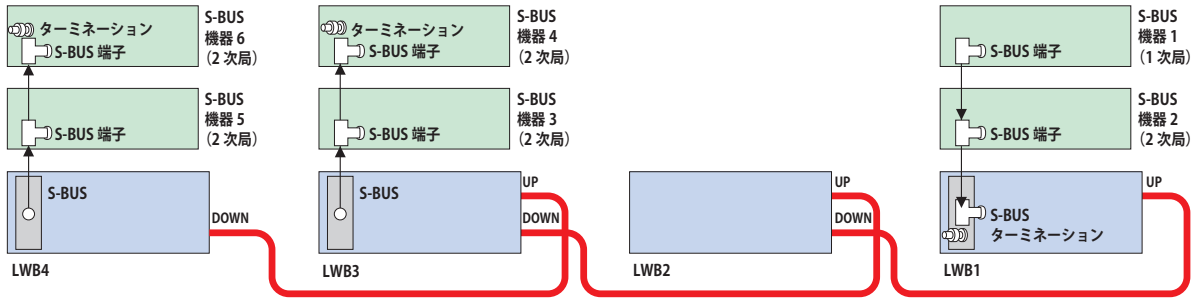 ターミネーション
S-BUS 端子
S-BUS
機器 6
（2 次局）
ターミネーション
S-BUS 端子
S-BUS
機器 4
（2 次局）
S-BUS 端子
S-BUS
機器 1
（1 次局）
S-BUS 端子
S-BUS
機器 5
（2 次局）
S-BUS 端子
S-BUS
機器 3
（2 次局）
S-BUS 端子
S-BUS
機器 2
（2 次局）
S-BUS
DOWN
LWB4
S-BUS
UP
DOWN
LWB3
UP
DOWN
LWB2
UP
S-BUS
ターミネーション
LWB1